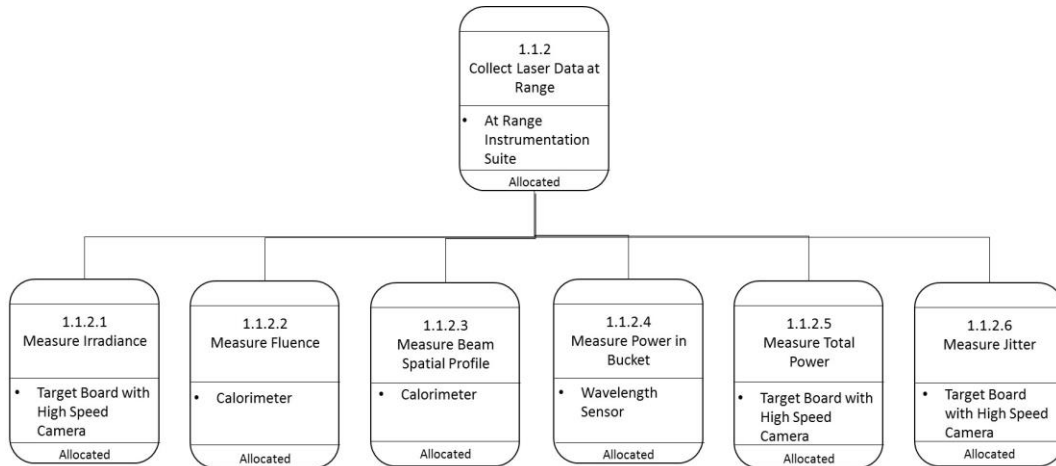 1.1.2
Collect Laser Data at
Range
• At Range
Instrumentation
Suite
Allocated
1.1.2.1
Measure Irradiance
• Target Board with
High Speed
Camera
Allocated
1.1.2.2
Measure Fluence
• Calorimeter
Allocated
1.1.2.3
Measure Beam
Spatial Profile
• Calorimeter
Allocated
1.1.2.4
Measure Power in
Bucket
• Wavelength
Sensor
Allocated
1.1.2.5
Measure Total
Power
• Target Board with
High Speed
Camera
Allocated
1.1.2.6
Measure Jitter
• Target Board
with High Speed
Camera
Allocated